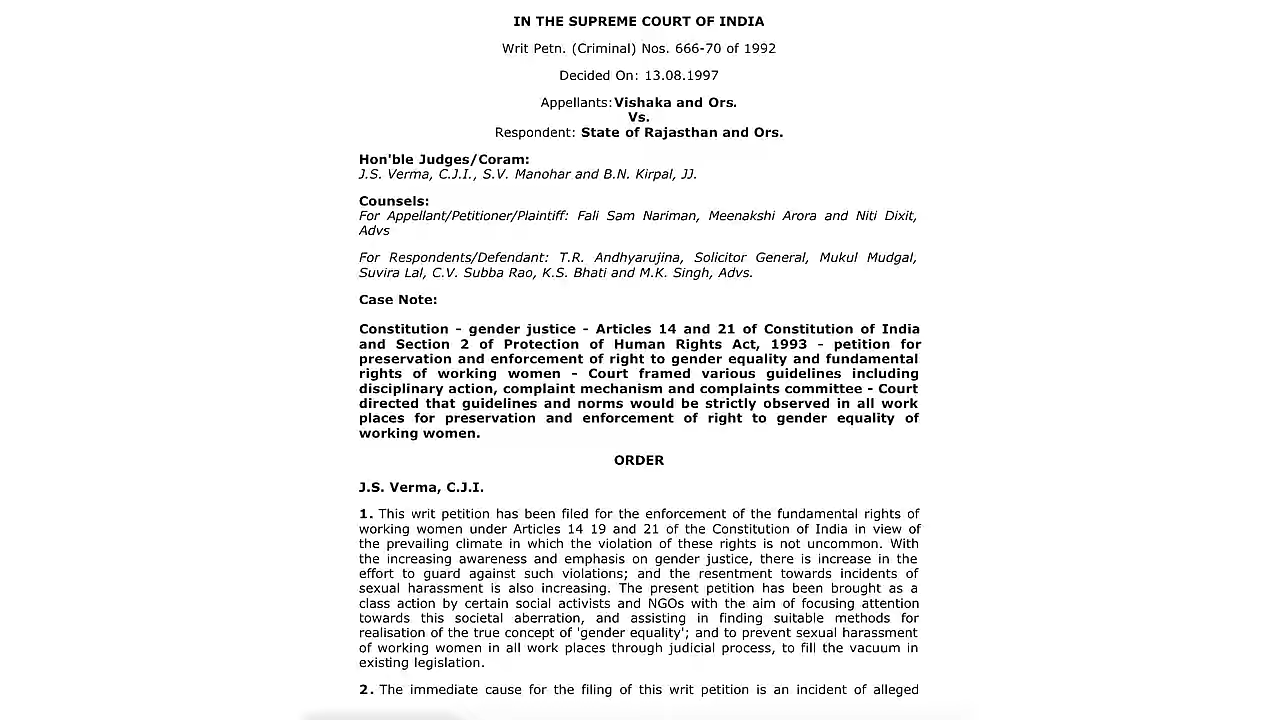 IN THE SUPREME COURT OF INDIA
Writ Petn. (Criminal) Nos. 666-70 of 1992
Decided On: 13.08.1997
Appellants: Vishaka and Ors.
Vs.
Respondent: State of Rajasthan and Ors.
Hon'ble Judges/Coram:
J.S. Verma, C.J.I., S.V. Manohar and B.N. Kirpal, JJ.
Counsels:
For Appellant/Petitioner/Plaintiff: Fali Sam Nariman, Meenakshi Arora and Niti Dixit,
Advs
For Respondents/Defendant: T.R. Andhyarujina, Solicitor General, Mukul Mudgal,
Suvira Lal, C.V. Subba Rao, K.S. Bhati and M.K. Singh, Advs.
Case Note:
Constitution - gender justice - Articles 14 and 21 of Constitution of India
and Section 2 of Protection of Human Rights Act, 1993 - petition for
preservation and enforcement of right to gender equality and fundamental
rights of working women - Court framed various guidelines including
disciplinary action, complaint mechanism and complaints committee - Court
directed that guidelines and norms would be strictly observed in all work
places for preservation and enforcement of right to gender equality of
working women.
ORDER
J.S. Verma, C.J.I.
1. This writ petition has been filed for the enforcement of the fundamental rights of
working women under Articles 14 19 and 21 of the Constitution of India in view of
the prevailing climate in which the violation of these rights is not uncommon. With
the increasing awareness and emphasis on gender justice, there is increase in the
effort to guard against such violations; and the resentment towards incidents of
sexual harassment is also increasing. The present petition has been brought as a
class action by certain social activists and NGOs with the aim of focusing attention
towards this societal aberration, and assisting in finding suitable methods for
realisation of the true concept of 'gender equality'; and to prevent sexual harassment
of working women in all work places through judicial process, to fill the vacuum in
existing legislation.
2. The immediate cause for the filing of this writ petition is an incident of alleged